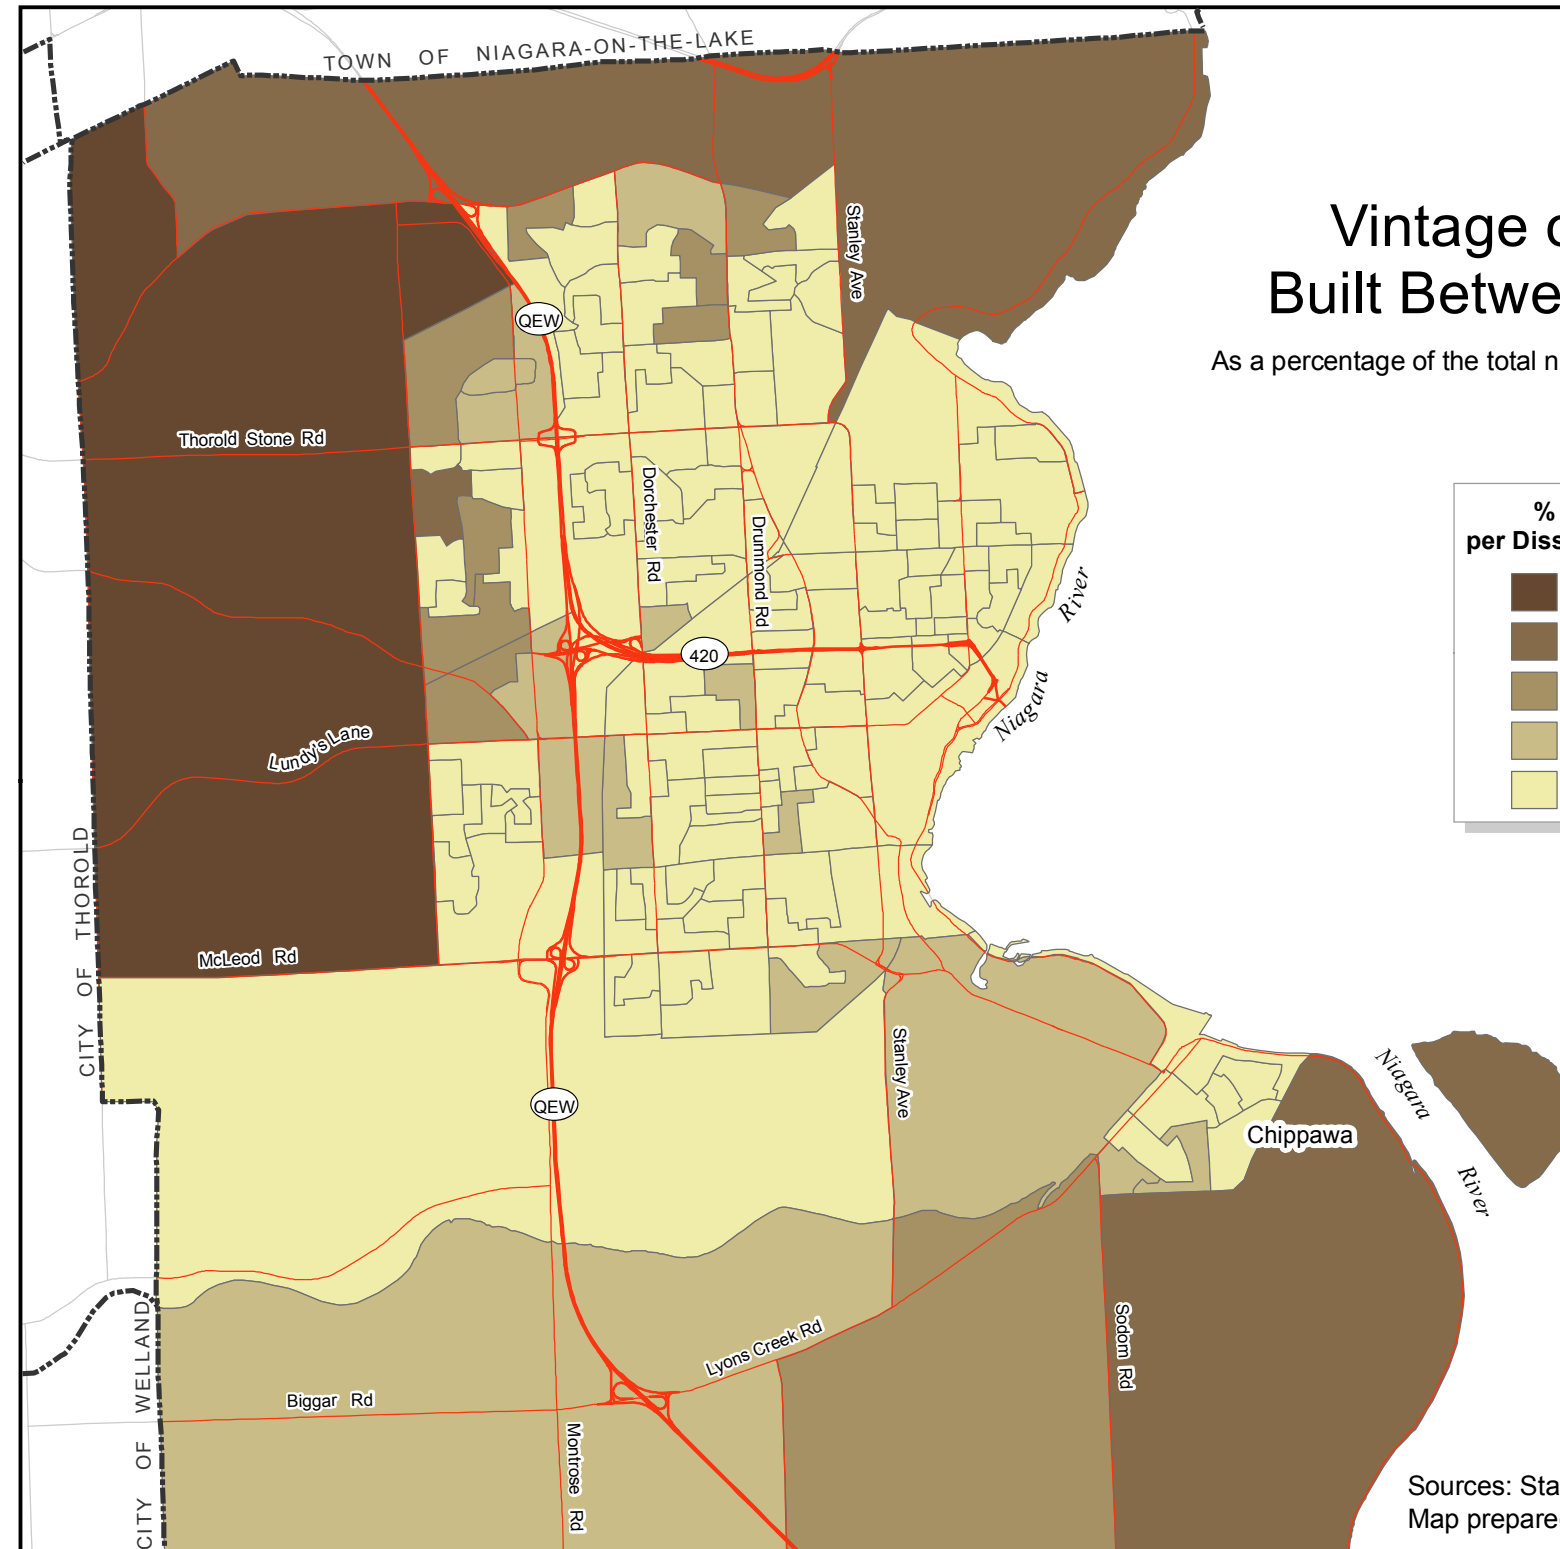 TOWN OF NIAGARA-ON-THE-LAKE
Vintage
Built Betwe
As a percentage of the total n
Stanley Ave
QEW
Thorold Stone Rd
Dorchester Rd
Drummond Rd
%
per Diss
River
Niagara
420
Lundy's Lane
CITY OF THOROLD
McLeod Rd
Stanley Ave
QEW
Niagara
River
Chippawa
CITY OF WELLAND
Lyons Creek Rd
Sodom Rd
Biggar Rd
Montrose Rd
Sources: Sta
Map prepare